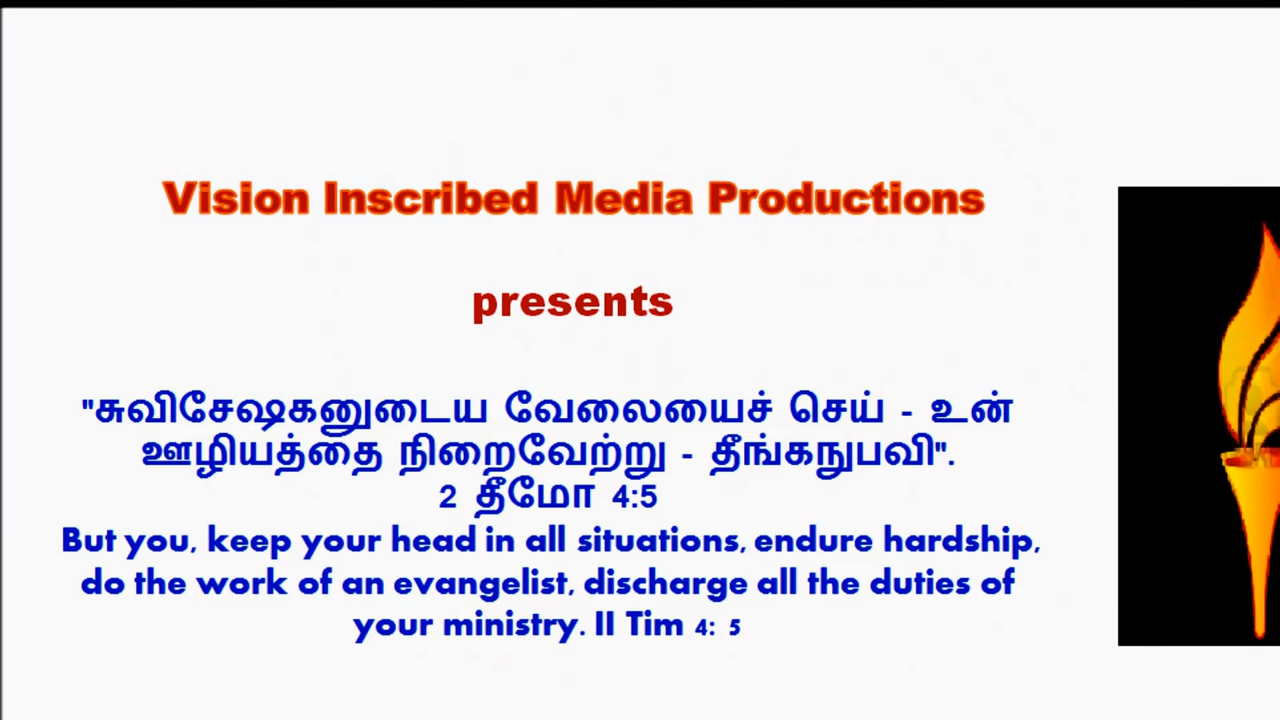 Vision Inscribed Media Productions
presents
"சுவிசேஷகனுடைய வேலையைச் செய் - உன்
ஊழியத்தை நிறைவேற்று - தீங்கநுபவி".
2 தீமோ 4:5
But you, keep your head in all situations, endure hardship,
do the work of an evangelist, discharge all the duties of
your ministry. II Tim 4: 5